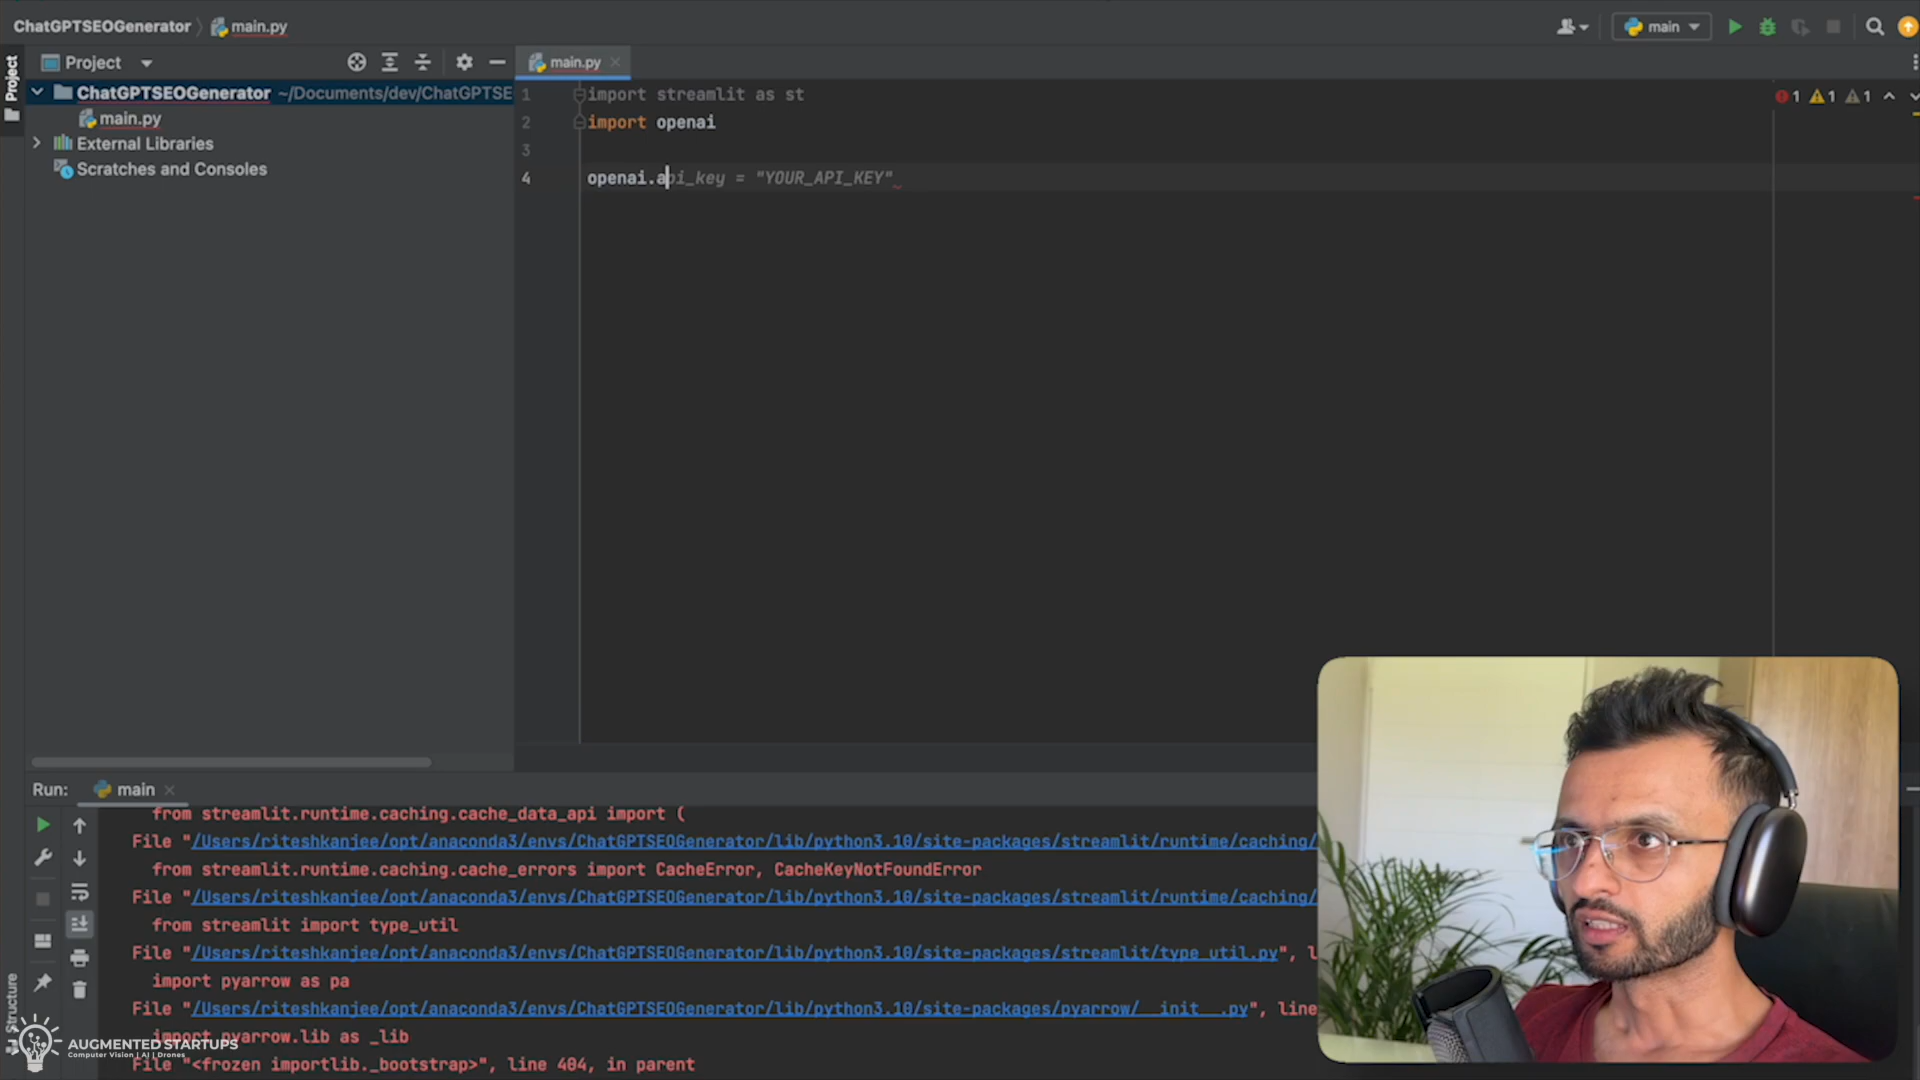 ChatGPTSEOGenerator
main.py
main
Project
Project
main.py
ChatGPTSEOGenerator ~/Documents/dev/ChatGPTSE
main.py
External Libraries
Scratches and Consoles
1 import streamlit as st
2 import openai
3
4 openai.api_key = "YOUR_API_KEY"
1 1 1
Run: main
from streamlit.runtime.caching.cache_data_api import (
File "/Users/riteshkanjee/opt/anaconda3/envs/ChatGPTSEOGenerator/lib/python3.10/site-packages/streamlit/runtime/caching/
from streamlit.runtime.caching.cache_errors import CacheError, CacheKeyNotFoundError
File "/Users/riteshkanjee/opt/anaconda3/envs/ChatGPTSEOGenerator/lib/python3.10/site-packages/streamlit/runtime/caching/
from streamlit import type_util
File "/Users/riteshkanjee/opt/anaconda3/envs/ChatGPTSEOGenerator/lib/python3.10/site-packages/streamlit/type_util.py", l
import pyarrow as pa
File "/Users/riteshkanjee/opt/anaconda3/envs/ChatGPTSEOGenerator/lib/python3.10/site-packages/pyarrow/__init__.py", line
import pyarrow.lib as _lib
File "<frozen importlib._bootstrap>", line 404, in parent
Structure
AUGMENTED STARTUPS
Computer Vision | AI | Drones